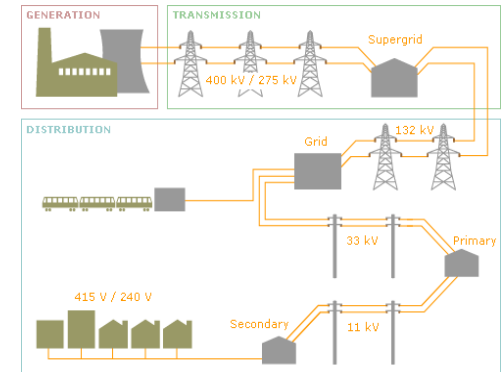 GENERATION
TRANSMISSION
Supergrid
400 kV / 275 kV
DISTRIBUTION
132 kV
Grid
33 kV
Primary
415 V / 240 V
Secondary
11 kV